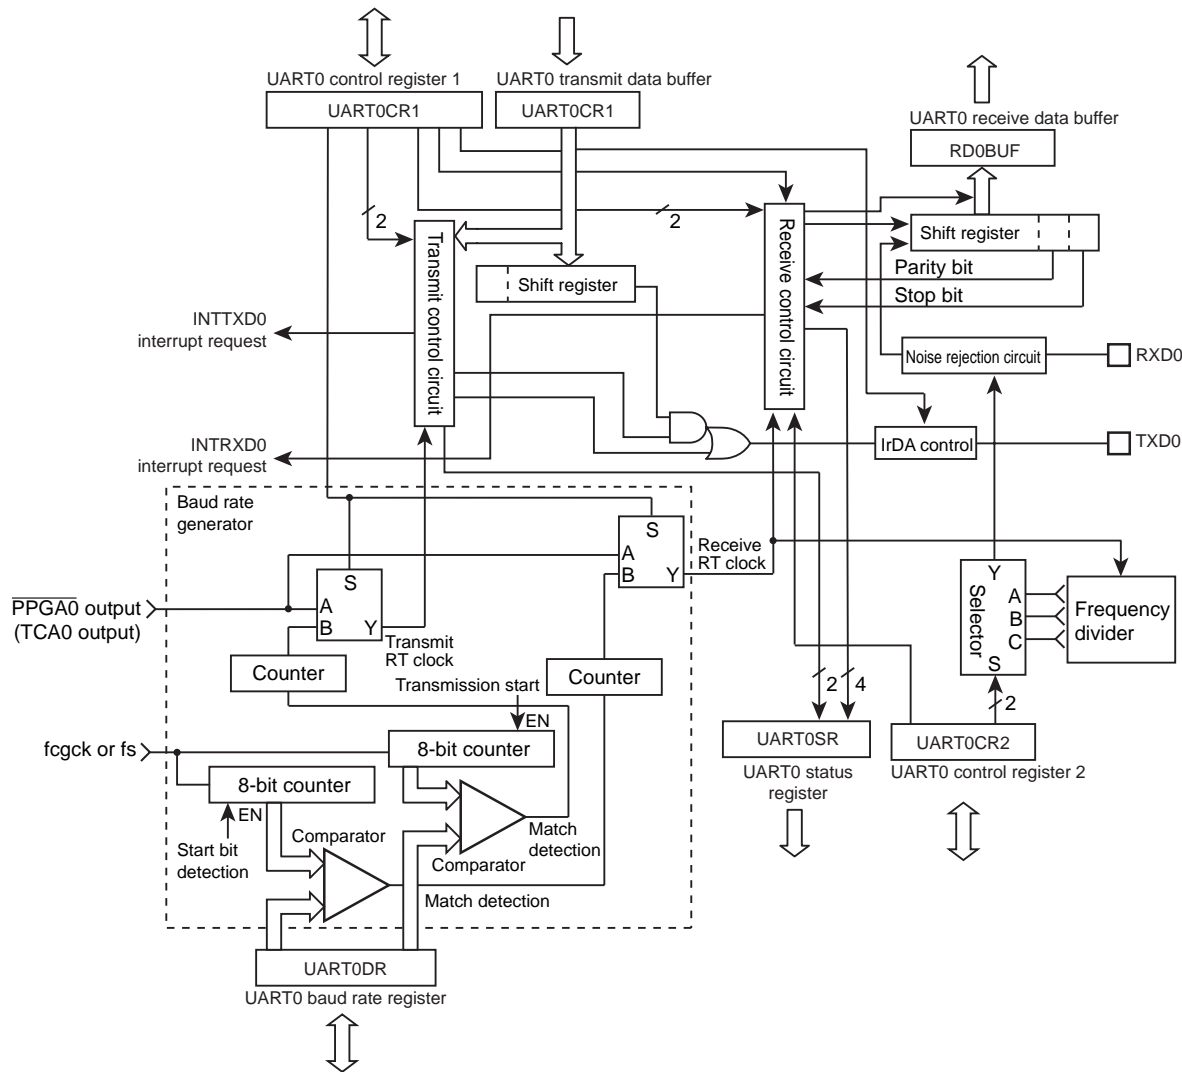 UART0 control register 1
UART0CR1
UART0 transmit data buffer
UART0CR1
UART0 receive data buffer
RD0BUF
2
2
Transmit control circuit
Receive control circuit
Shift register
Shift register
Parity bit
Stop bit
INTTXD0
interrupt request
Noise rejection circuit
RXD0
INTRXD0
interrupt request
IrDA control
TXD0
Baud rate
generator
S
A
B
Y
Receive
RT clock
S
A
B
Y
Transmit
RT clock
PPGA0 output
(TCA0 output)
Y
Selector
A
B
C
S
Frequency
divider
Counter
Counter
Transmission start
EN
2
4
2
fcgck or fs
8-bit counter
8-bit counter
EN
Start bit
detection
Comparator
Comparator
Match
detection
Match detection
UART0SR
UART0 status
register
UART0CR2
UART0 control register 2
UART0DR
UART0 baud rate register